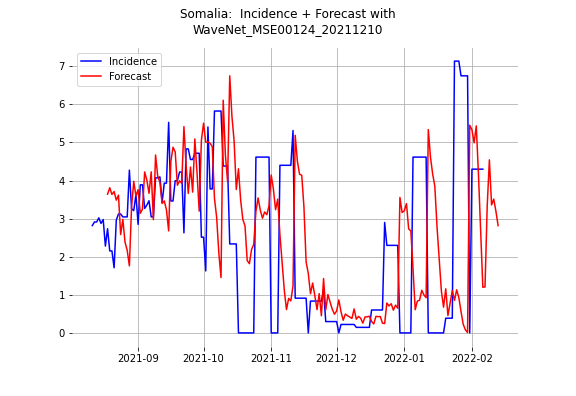 Somalia:  Incidence + Forecast with
WaveNet_MSE00124_20211210
Incidence
Forecast
7
6
5
4
3
2
1
0
2021-09 2021-10 2021-11 2021-12 2022-01 2022-02